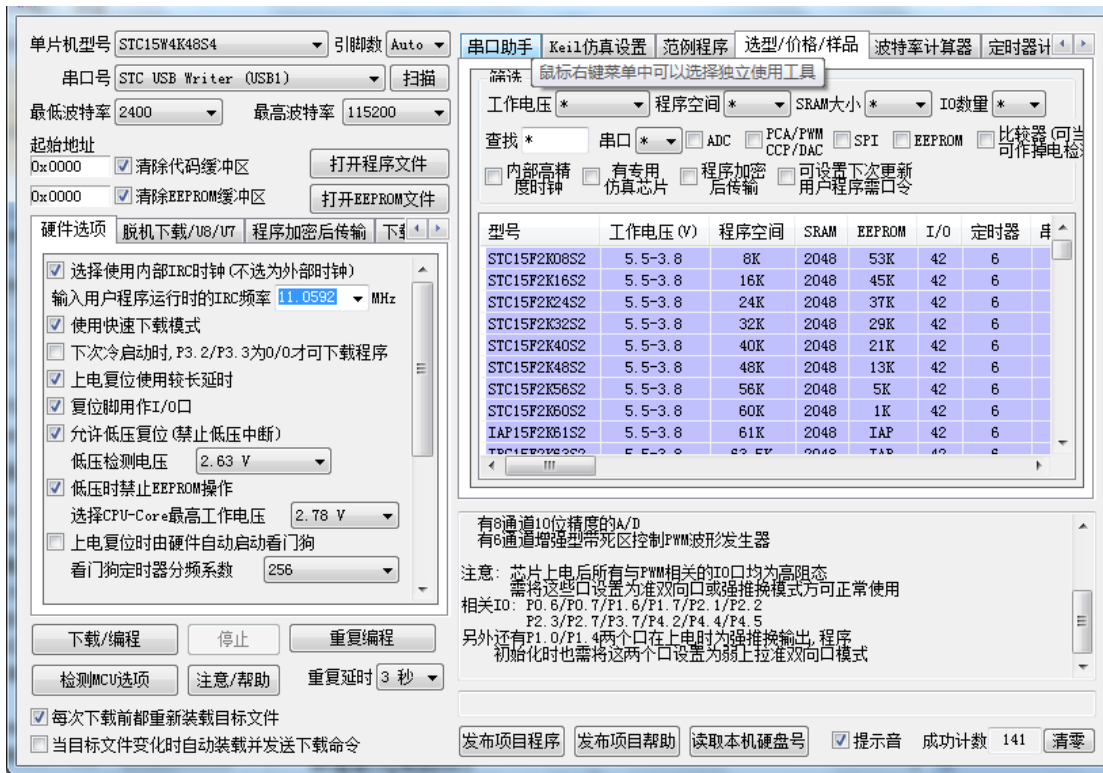 单片机型号 STC15W4K48S4 引脚数 Auto
串口号 STC USB Writer (USB1) 扫描
最低波特率 2400 最高波特率 115200
起始地址
0x0000 清除代码缓冲区 打开程序文件
0x0000 清除EEPROM缓冲区 打开EEPROM文件
硬件选项 脱机下载/U8/U7 程序加密后传输
选择使用内部IRC时钟(不选为外部时钟)
输入用户程序运行时的IRC频率 11.0592 MHz
使用快速下载模式
下次冷启动时,P3.2/P3.3为0/0才可下载程序
上电复位使用较长延时
复位脚用作I/O口
允许低压复位(禁止低压中断)
低压检测电压 2.63 V
低压时禁止EEPROM操作
选择CPU-Core最高工作电压 2.78 V
上电复位时由硬件自动启动看门狗
看门狗定时器分频系数 256
下载/编程 停止 重复编程
检测MCU选项 注意/帮助 重复延时 3 秒
每次下载前都重新装载目标文件
当目标文件变化时自动装载并发送下载命令
串口助手 Keil仿真设置 范例程序 选型/价格/样品 波特率计算器 定时器计
筛选 鼠标右键菜单中可以选择独立使用工具
工作电压 * 程序空间 * SRAM大小 * IO数量 *
查找 * 串口 * ADC PCA/PWM CCP/DAC SPI EEPROM 比较器(可当 可作掉电检
内部高精度时钟 有专用仿真芯片 程序加密后传输 可设置下次更新用户程序需口令
型号 工作电压(V) 程序空间 SRAM EEPROM I/O 定时器
STC15F2K08S2 5.5-3.8 8K 2048 53K 42 6
STC15F2K16S2 5.5-3.8 16K 2048 45K 42 6
STC15F2K24S2 5.5-3.8 24K 2048 37K 42 6
STC15F2K32S2 5.5-3.8 32K 2048 29K 42 6
STC15F2K40S2 5.5-3.8 40K 2048 21K 42 6
STC15F2K48S2 5.5-3.8 48K 2048 13K 42 6
STC15F2K56S2 5.5-3.8 56K 2048 5K 42 6
STC15F2K60S2 5.5-3.8 60K 2048 1K 42 6
IAP15F2K61S2 5.5-3.8 61K 2048 IAP 42 6
有8通道10位精度的A/D
有6通道增强型带死区控制PWM波形发生器
注意: 芯片上电后所有与PWM相关的IO口均为高阻态
需将这些口设置为准双向口或强推挽模式方可正常使用
相关IO: P0.6/P0.7/P1.6/P1.7/P2.1/P2.2
P2.3/P2.7/P3.7/P4.2/P4.4/P4.5
另外还有P1.0/P1.4两个口在上电时为强推挽输出,程序
初始化时也需将这两个口设置为弱上拉准双向口模式
发布项目程序 发布项目帮助 读取本机硬盘号 提示音 成功计数 141 清零